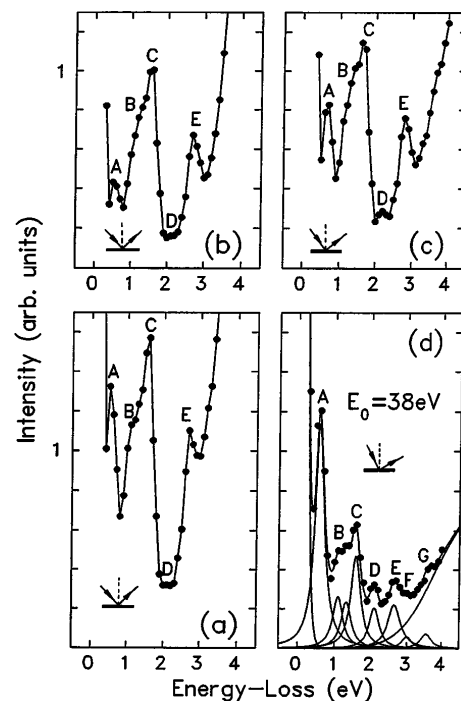 Intensity (arb. units)
1
A
B
C
D
E
(b)
0 1 2 3 4
A
B
C
D
E
(c)
0 1 2 3 4
1
A
B
C
D
E
(a)
0 1 2 3 4
(d)
E₀=38eV
A
B
C
D
E
F
G
0 1 2 3 4
Energy-Loss (eV)